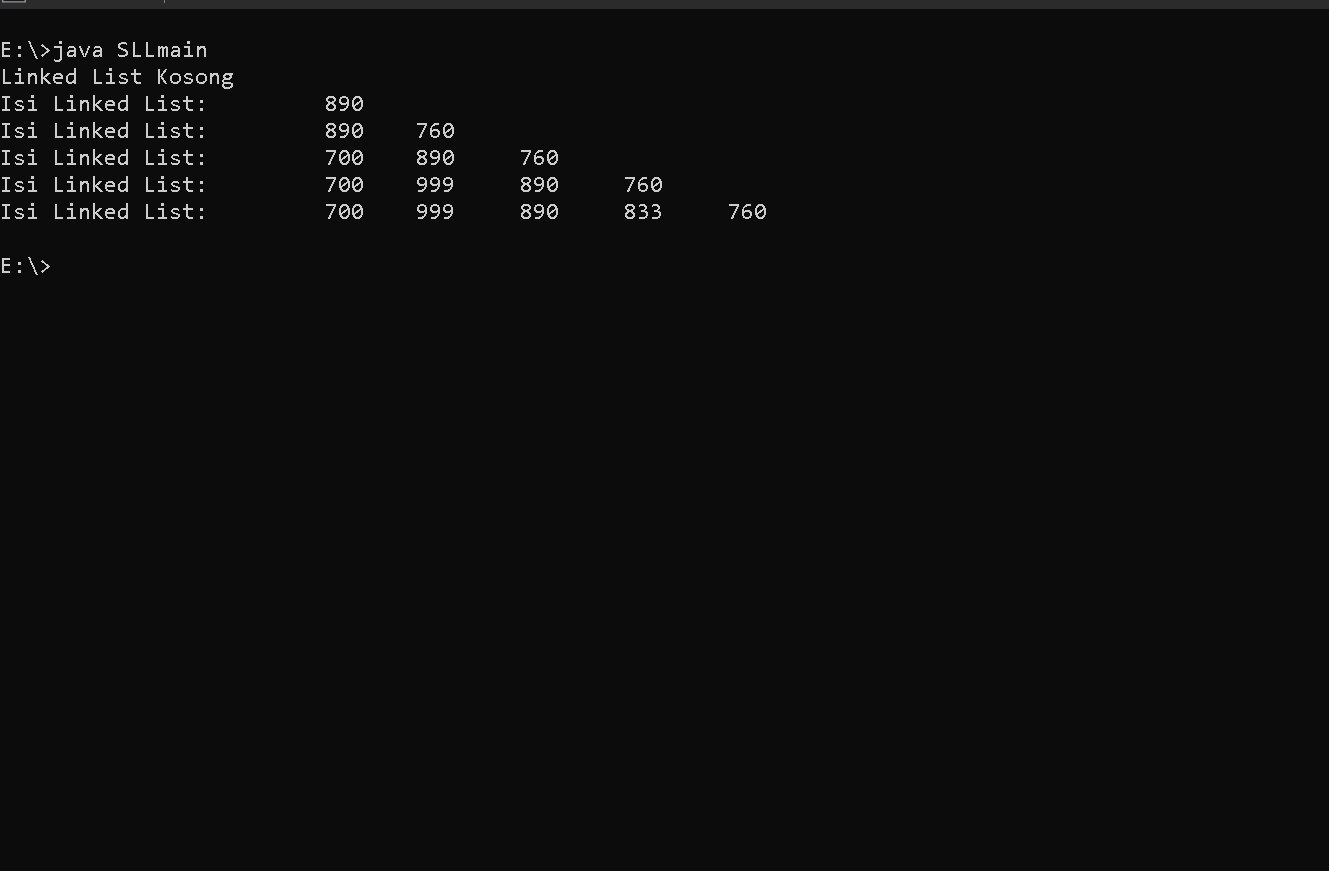 E:\>java SLLmain
Linked List Kosong
Isi Linked List:         890
Isi Linked List:         890    760
Isi Linked List:         700    890     760
Isi Linked List:         700    999     890     760
Isi Linked List:         700    999     890     833     760
E:\>